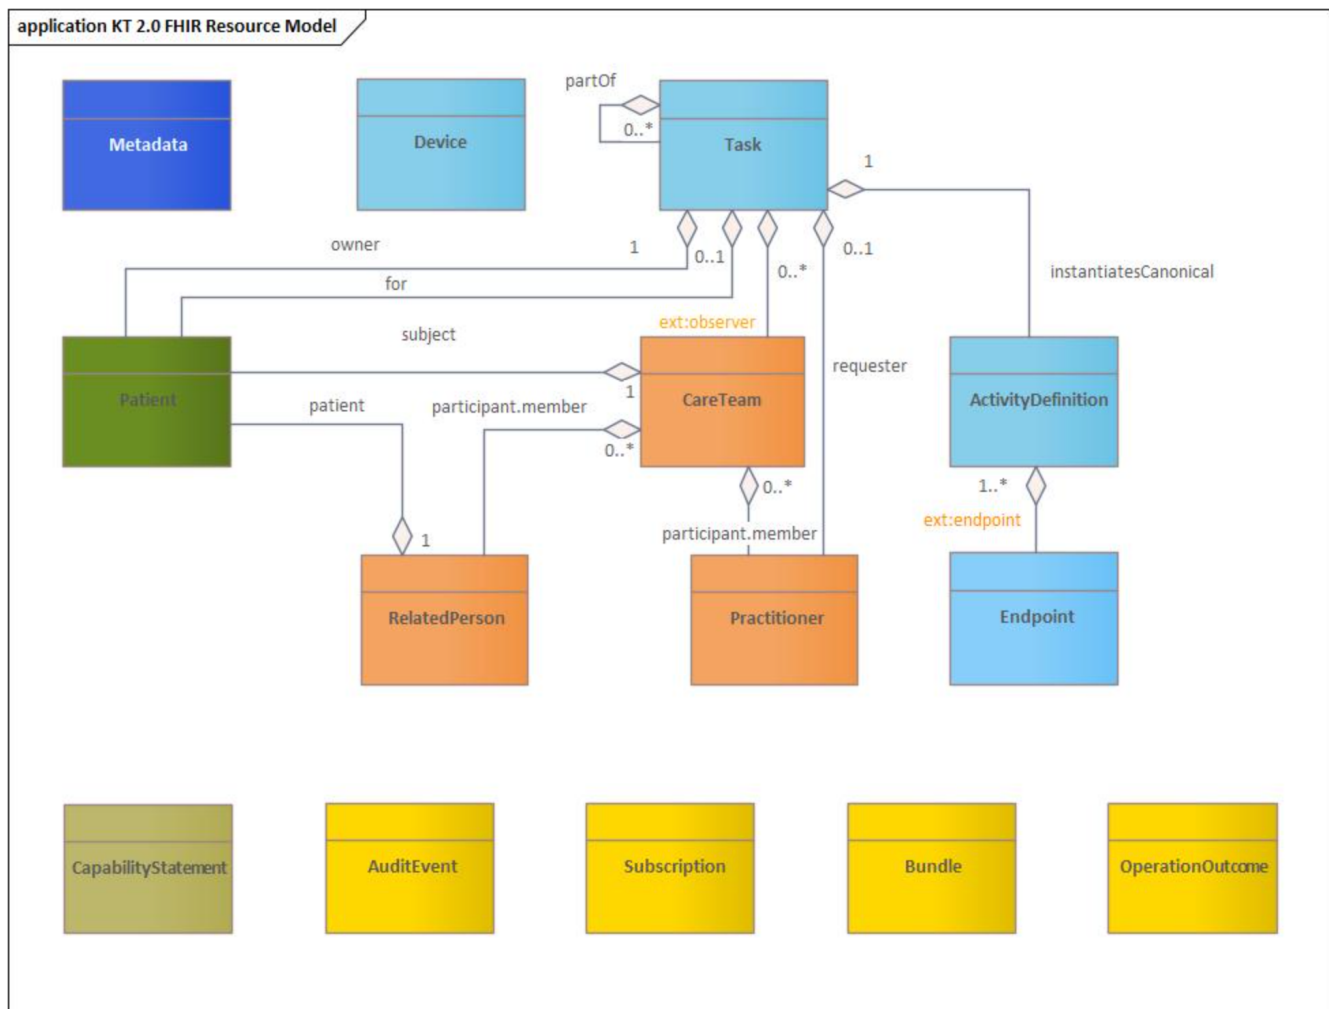 application KT 2.0 FHIR Resource Model
partOf
0..*
Metadata
Device
Task
1
owner
1
0..1
0..*
0..1
for
instantiatesCanonical
ext:observer
subject
requester
1
Patient
patient
participant.member
CareTeam
ActivityDefinition
0..*
0..*
1..*
ext:endpoint
participant.member
1
RelatedPerson
Practitioner
Endpoint
CapabilityStatement
AuditEvent
Subscription
Bundle
OperationOutcome